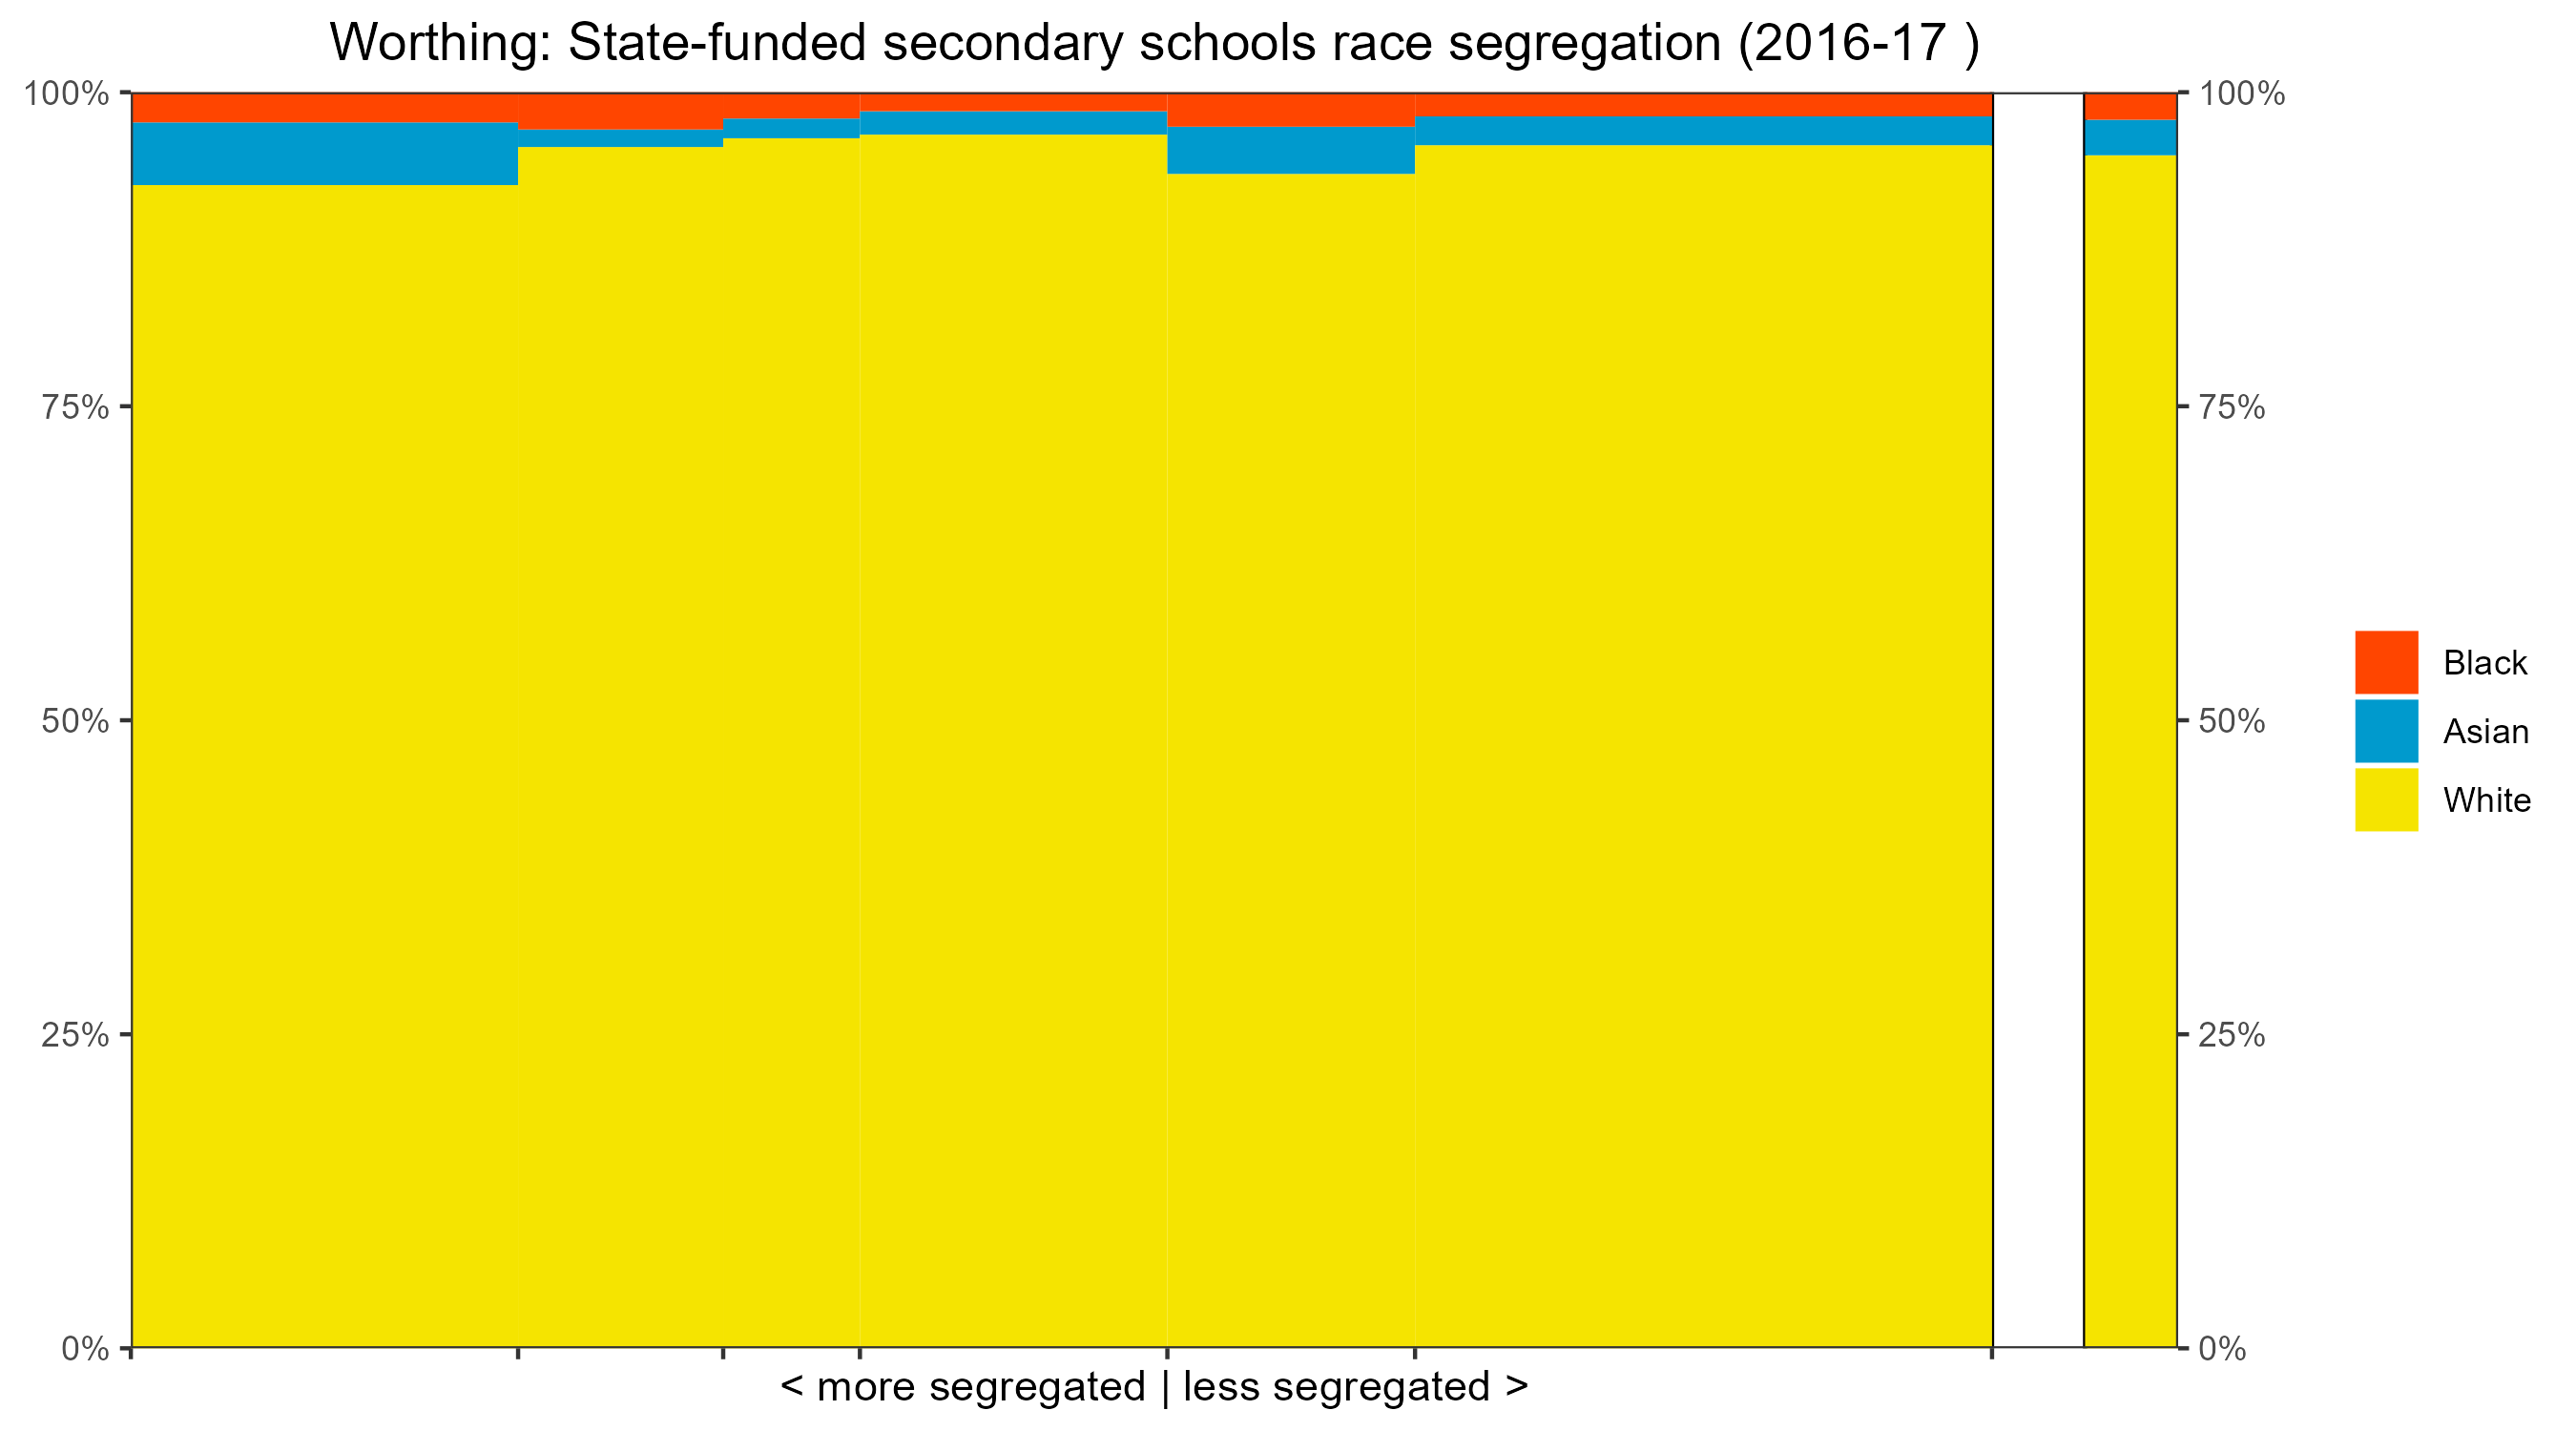 Worthing: State-funded secondary schools race segregation (2016-17 )
100%
75%
50%
25%
0%
100%
75%
50%
25%
0%
Black
Asian
White
< more segregated | less segregated >